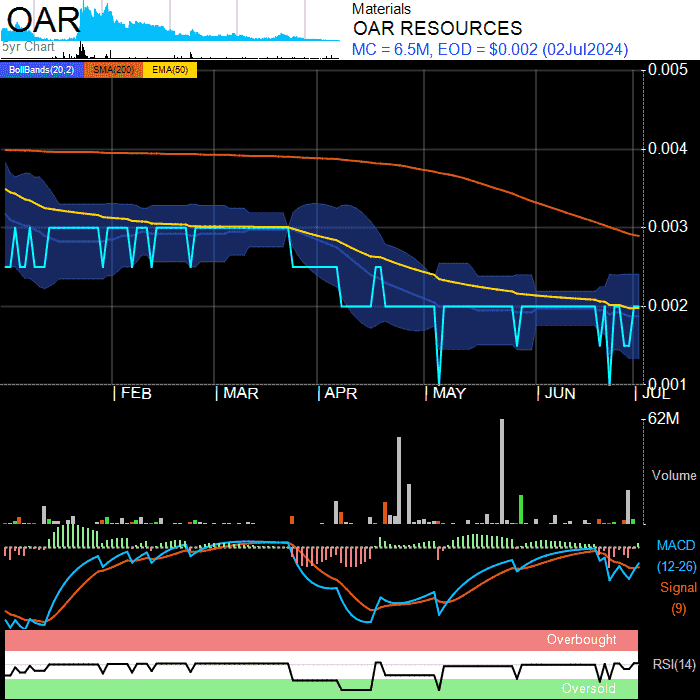 OAR
5yr Chart
Materials
OAR RESOURCES
MC = 6.5M, EOD = $0.002 (02Jul2024)
BollBands(20,2) SMA(200) EMA(50)
0.005
0.004
0.003
0.002
0.001
FEB MAR APR MAY JUN JUL
62M
Volume
MACD
(12-26)
Signal
(9)
Overbought
RSI(14)
Oversold